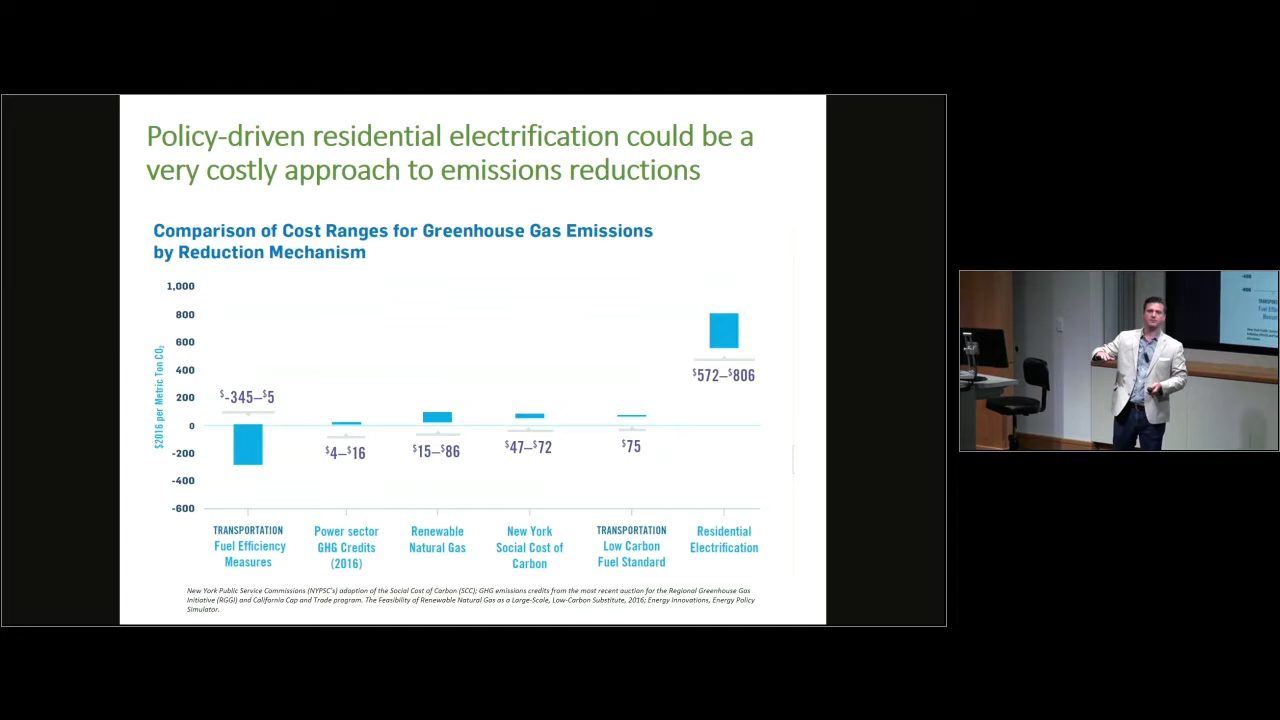 Policy-driven residential electrification could be a
very costly approach to emissions reductions
Comparison of Cost Ranges for Greenhouse Gas Emissions
by Reduction Mechanism
$2016 per Metric Ton CO₂
1,000
800
600
400
200
0
-200
-400
-600
$-345–$5
$4–$16
$15–$86
$47–$72
$75
$572–$806
TRANSPORTATION
Fuel Efficiency
Measures
Power sector
GHG Credits
(2016)
Renewable
Natural Gas
New York
Social Cost of
Carbon
TRANSPORTATION
Low Carbon
Fuel Standard
Residential
Electrification
New York Public Service Commissions (NYPSC's) adoption of the Social Cost of Carbon (SCC); GHG emissions credits from the most recent auction for the Regional Greenhouse Gas
Initiative (RGGI) and California Cap and Trade program. The Feasibility of Renewable Natural Gas as a Large-Scale, Low-Carbon Substitute, 2016; Energy Innovations, Energy Policy
Simulator.